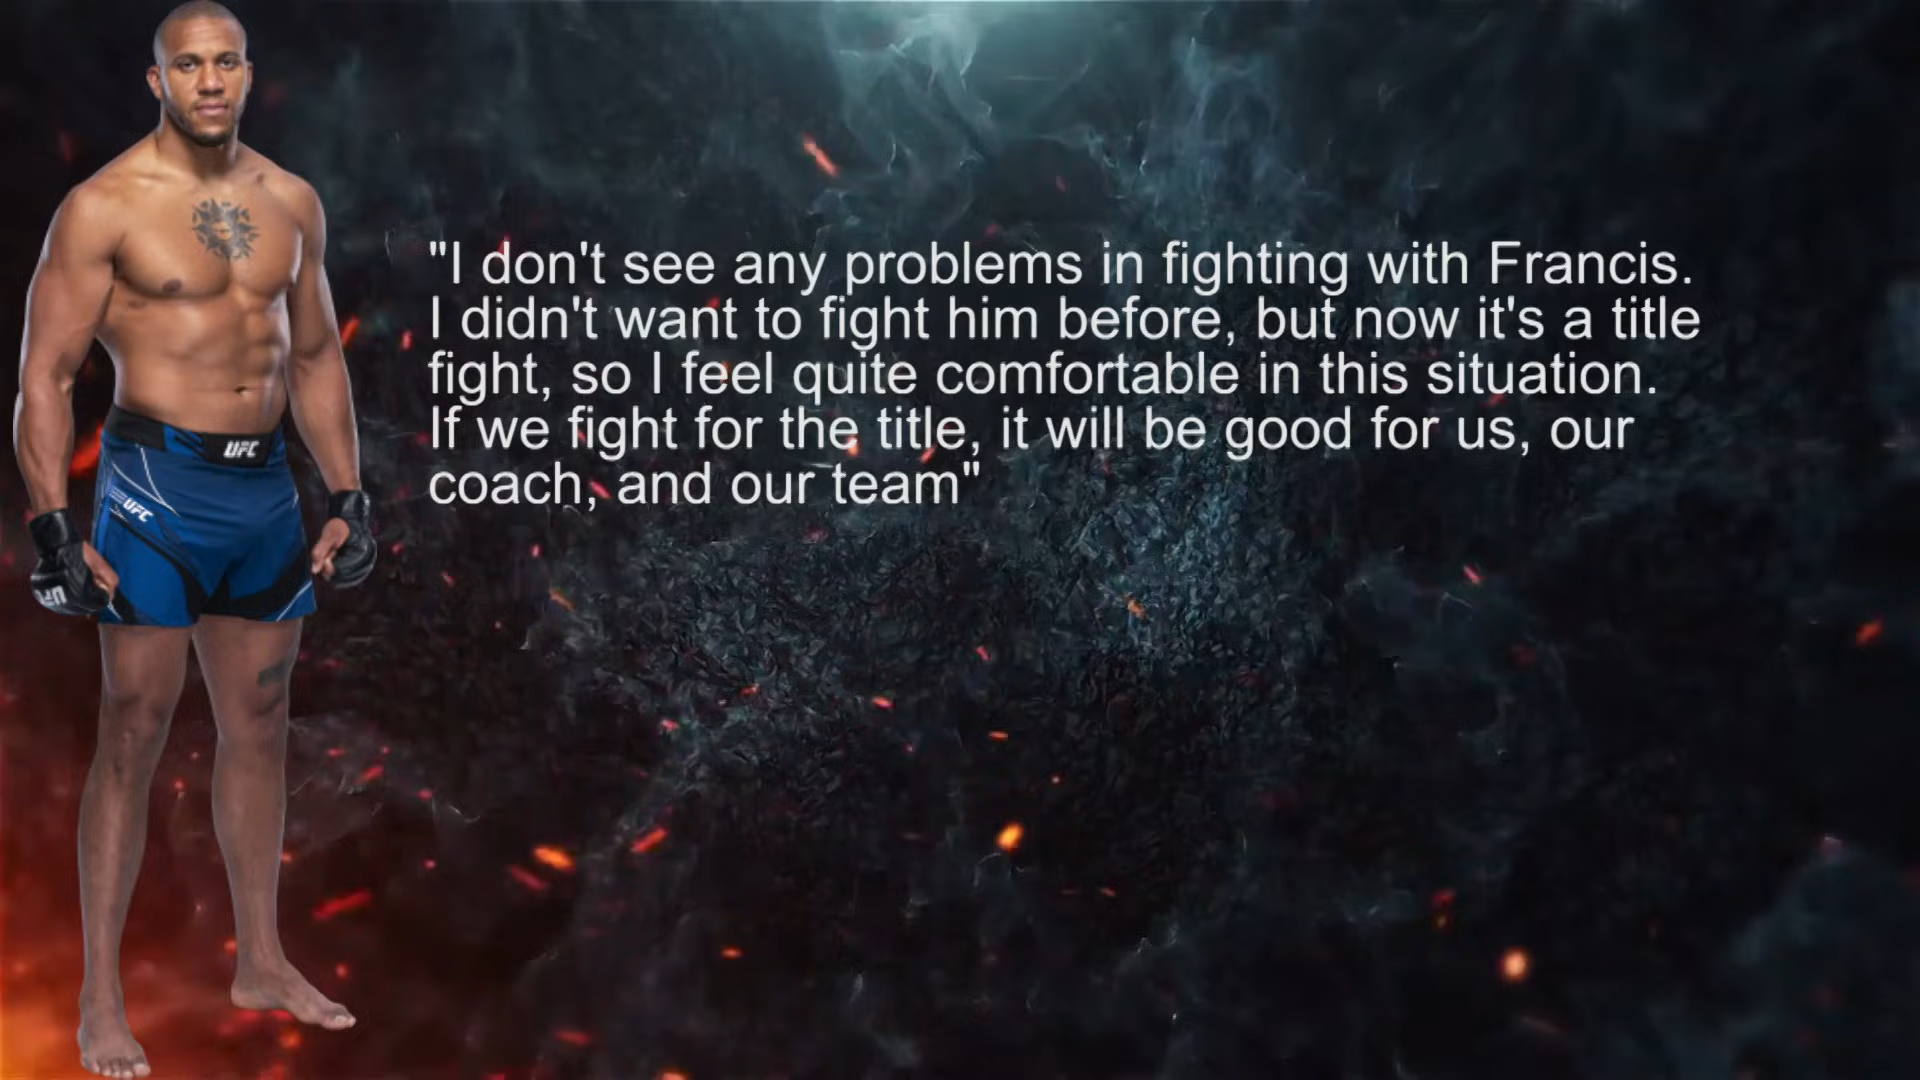 "I don't see any problems in fighting with Francis.
I didn't want to fight him before, but now it's a title
fight, so I feel quite comfortable in this situation.
If we fight for the title, it will be good for us, our
coach, and our team"
UFC
UFC
UFC